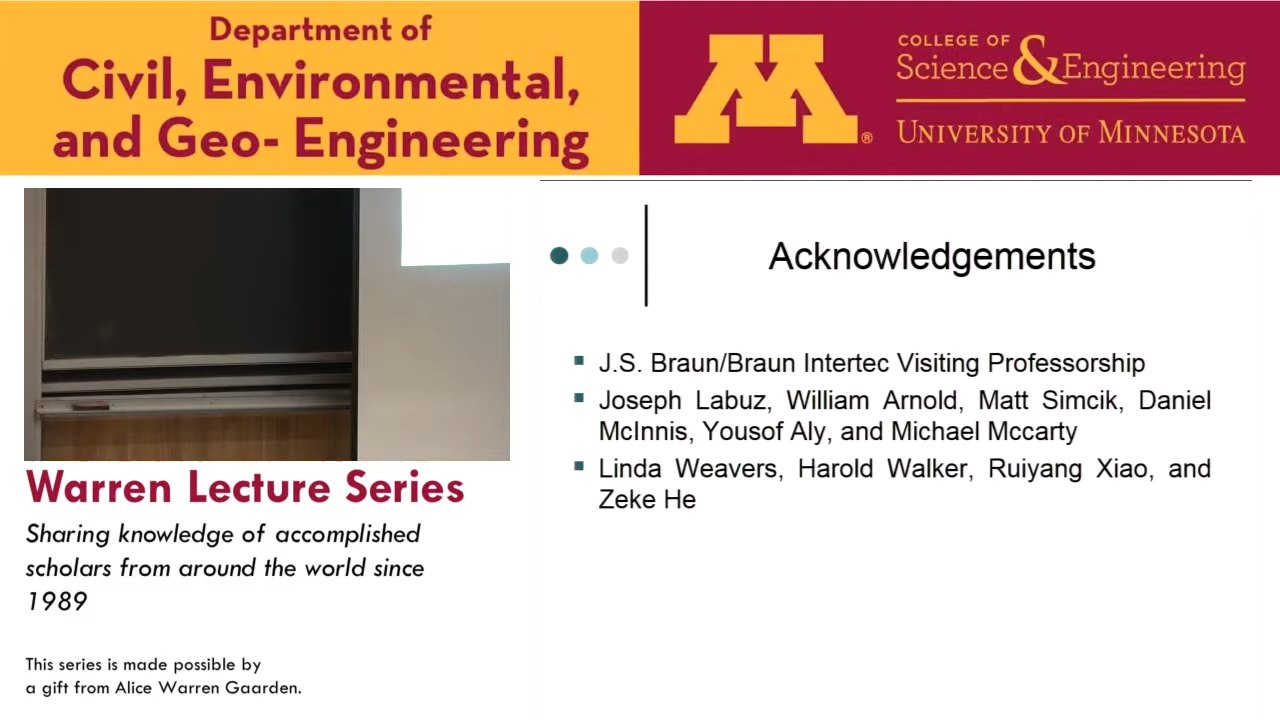 Department of
Civil, Environmental,
and Geo- Engineering
M
®
COLLEGE OF
Science & Engineering
UNIVERSITY OF MINNESOTA
Acknowledgements
J.S. Braun/Braun Intertec Visiting Professorship
Joseph Labuz, William Arnold, Matt Simcik, Daniel
McInnis, Yousof Aly, and Michael Mccarty
Linda Weavers, Harold Walker, Ruiyang Xiao, and
Zeke He
Warren Lecture Series
Sharing knowledge of accomplished
scholars from around the world since
1989
This series is made possible by
a gift from Alice Warren Gaarden.